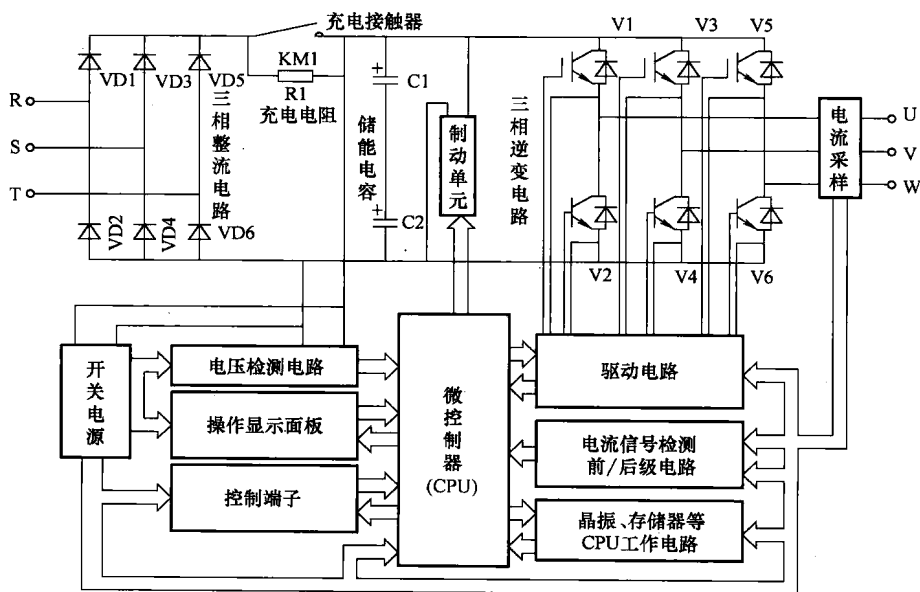 充电接触器
V1
V3
V5
KM1
R1
充电电阻
C1
VD1
VD3
VD5
R
S
T
三相整流电路
储能电容
制动单元
三相逆变电路
电流采样
U
V
W
VD2
VD4
VD6
C2
V2
V4
V6
开关电源
电压检测电路
操作显示面板
控制端子
微控制器
(CPU)
驱动电路
电流信号检测
前/后级电路
晶振、存储器等
CPU工作电路